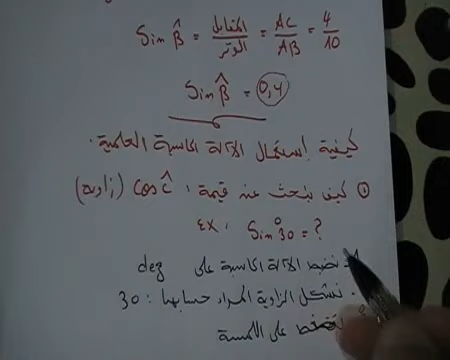 Sin B̂ = المقابل / الوتر = AC / AB = 4 / 10
Sin B̂ = 0,4
كيفية إستعمال الآلة الحاسبة العلمية.
① كيف نبحث عن قيمة : cos Ĉ (زاوية)
EX : Sin 30° = ?
نضبط الآلة الحاسبة على deg
نشكل الزاوية المراد حسابها : 30
نضغط على اللمسة